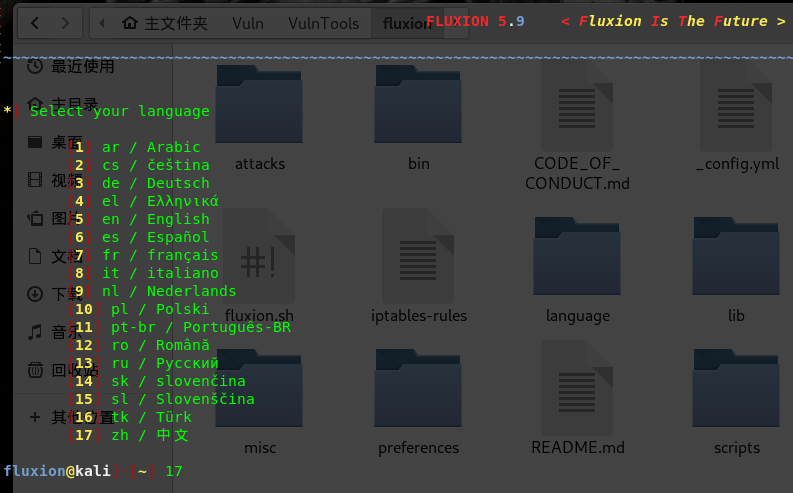 主文件夹 Vuln VulnTools fluxion
FLUXION 5.9 < Fluxion Is The Future >
最近使用
主目录
*| Select your language
桌面
1| ar / Arabic
2| cs / čeština
3| de / Deutsch
4| el / Ελληνικά
5| en / English
6| es / Español
7| fr / français
8| it / italiano
9| nl / Nederlands
10| pl / Polski
11| pt-br / Português-BR
12| ro / Română
13| ru / Русский
14| sk / slovenčina
15| sl / Slovenščina
16| tk / Türk
17| zh / 中文
fluxion@kali| |~| 17
视频
图片
文档
下载
音乐
回收站
其他位置
attacks
bin
CODE_OF_
CONDUCT.md
_config.yml
#!
fluxion.sh
iptables-rules
language
lib
misc
preferences
README.md
scripts